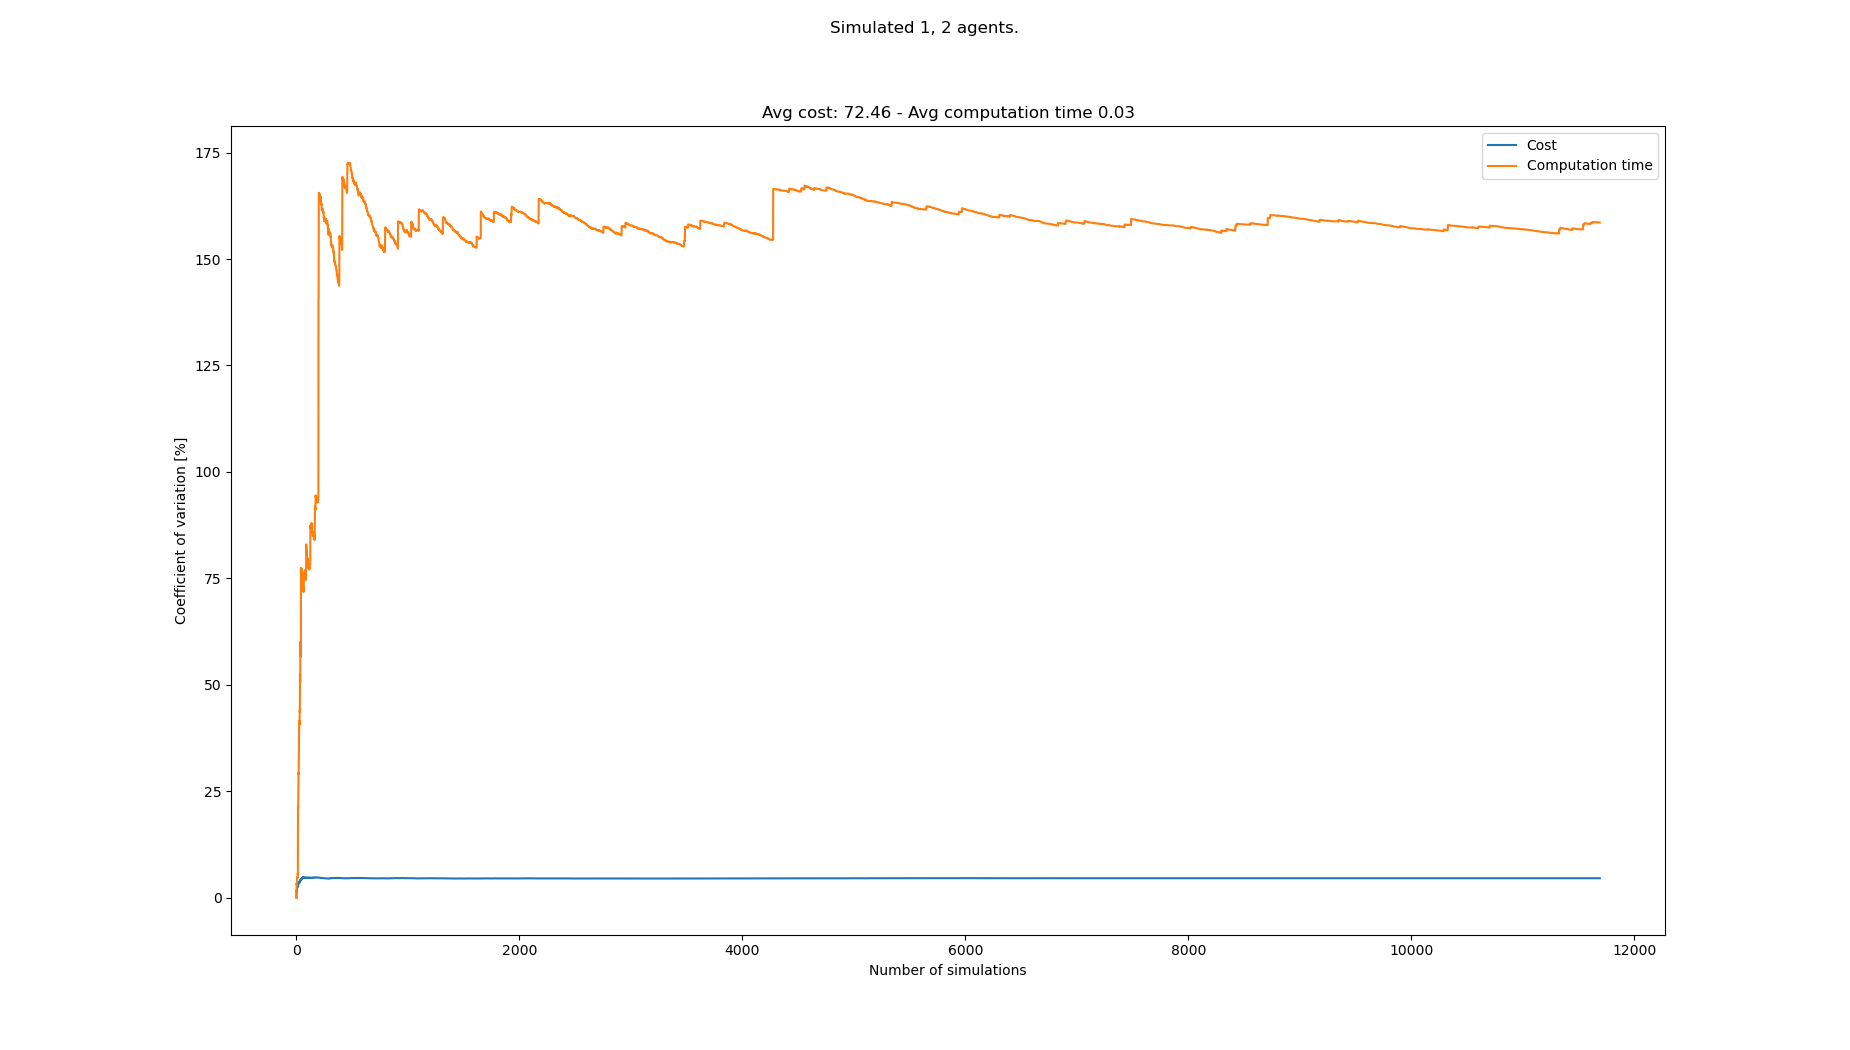 Simulated 1, 2 agents.
Avg cost: 72.46 - Avg computation time 0.03
Cost
Computation time
175
150
125
100
75
50
25
0
Coefficient of variation [%]
0
2000
4000
6000
8000
10000
12000
Number of simulations